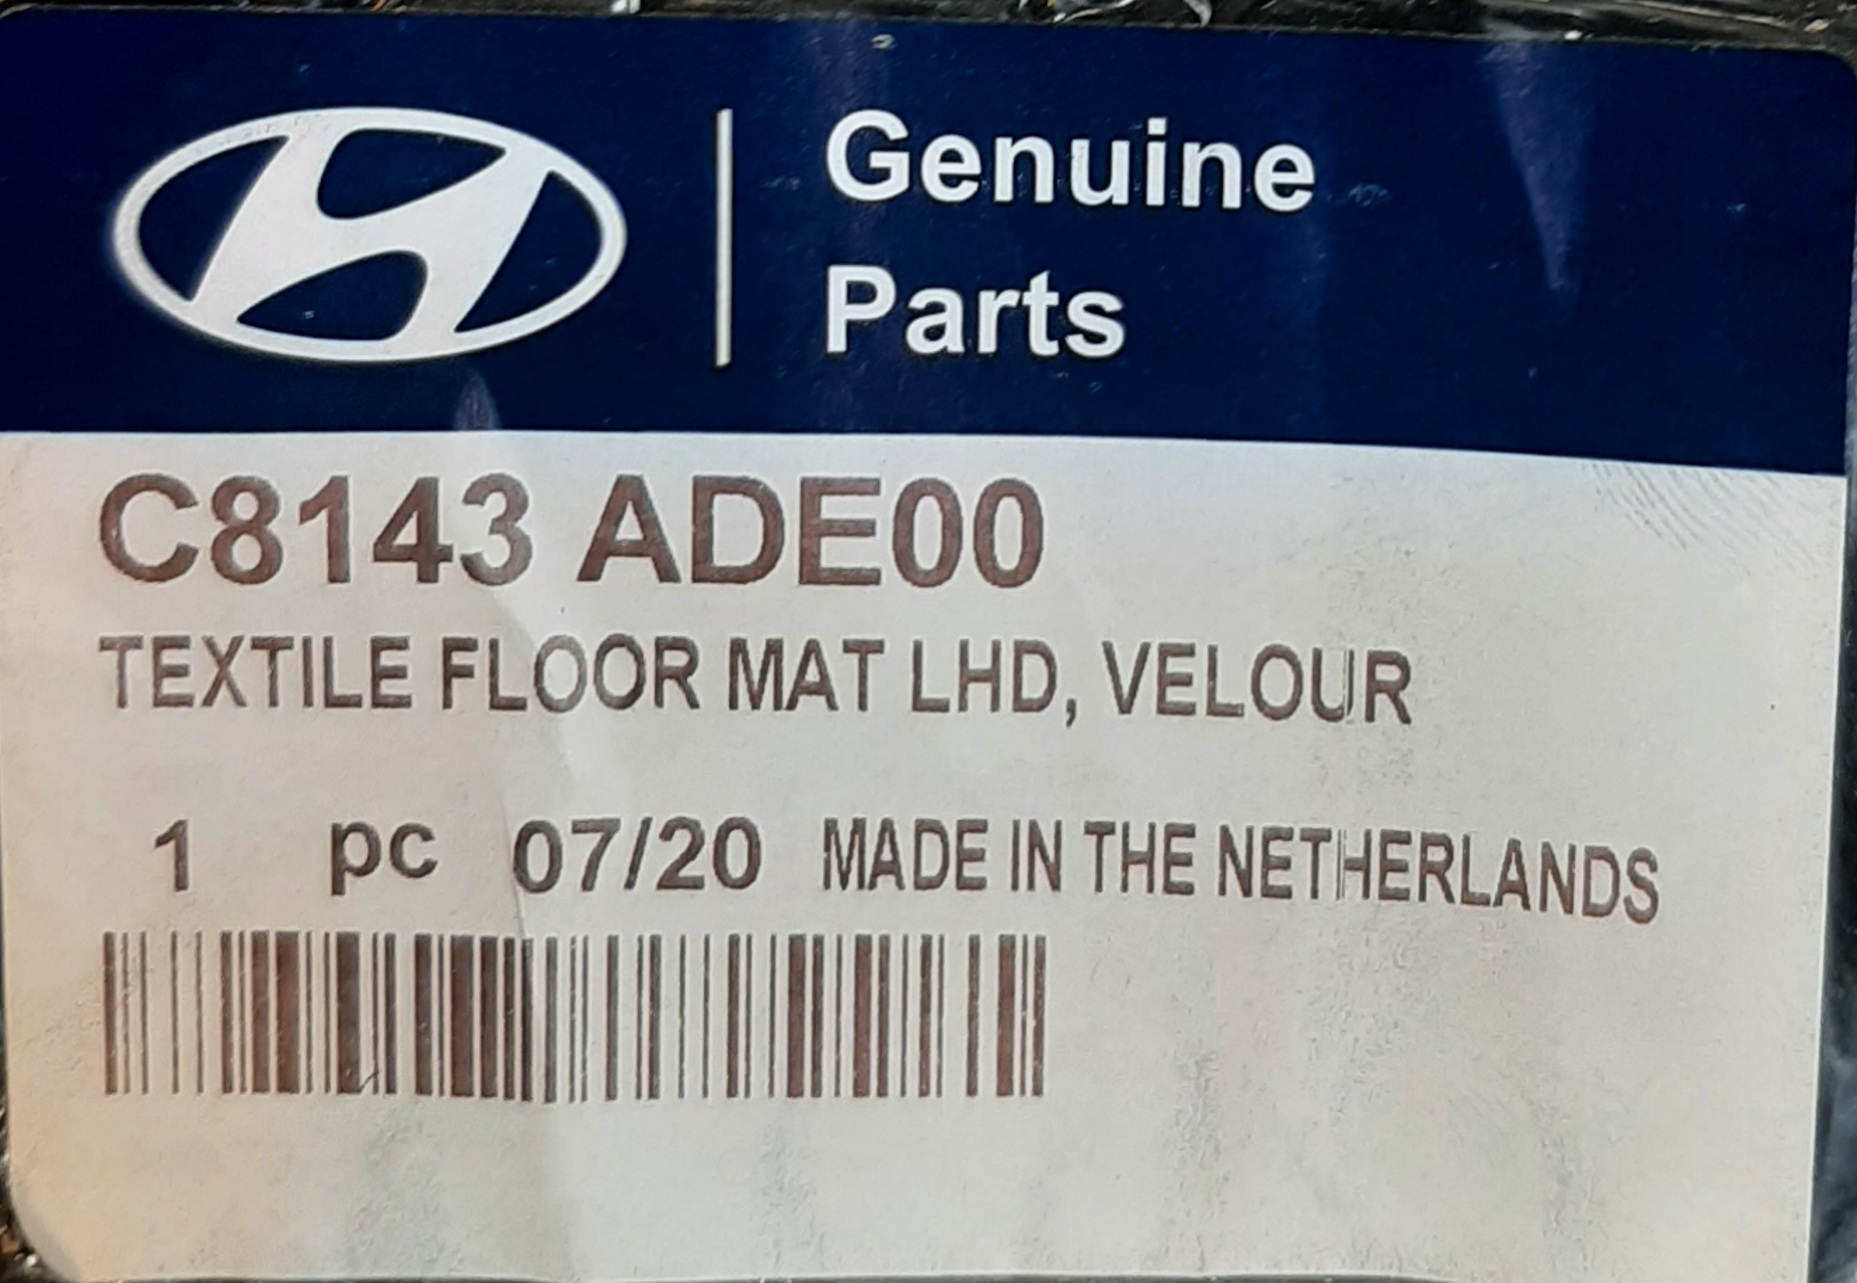 Genuine
Parts
C8143 ADE00
TEXTILE FLOOR MAT LHD, VELOUR
1 pc 07/20 MADE IN THE NETHERLANDS